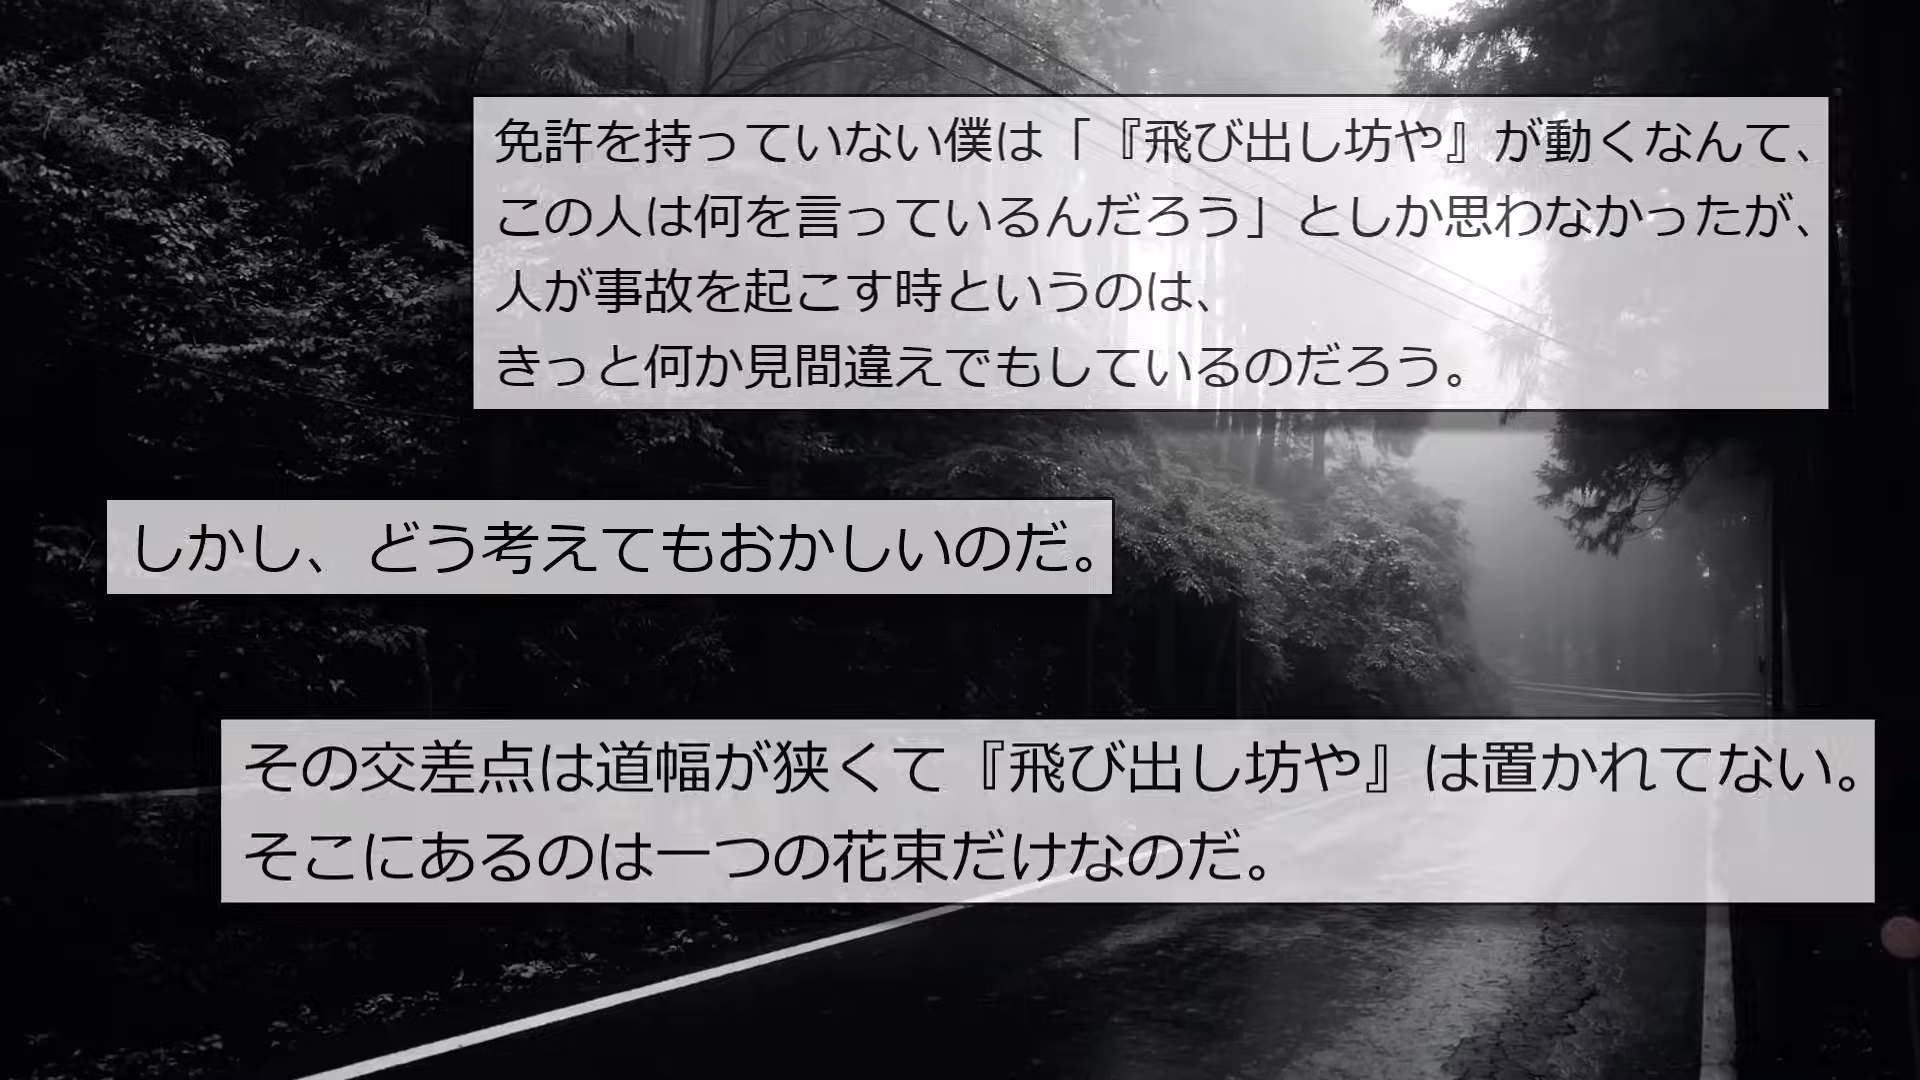 免許を持っていない僕は「『飛び出し坊や』が動くなんて、
この人は何を言っているんだろう」としか思わなかったが、
人が事故を起こす時というのは、
きっと何か見間違えでもしているのだろう。
しかし、どう考えてもおかしいのだ。
その交差点は道幅が狭くて『飛び出し坊や』は置かれてない。
そこにあるのは一つの花束だけなのだ。